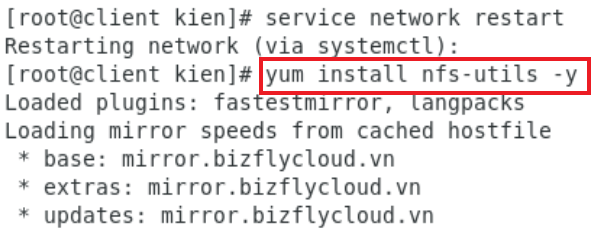 [root@client kien]# service network restart
Restarting network (via systemctl):
[root@client kien]# yum install nfs-utils -y
Loaded plugins: fastestmirror, langpacks
Loading mirror speeds from cached hostfile
 * base: mirror.bizflycloud.vn
 * extras: mirror.bizflycloud.vn
 * updates: mirror.bizflycloud.vn